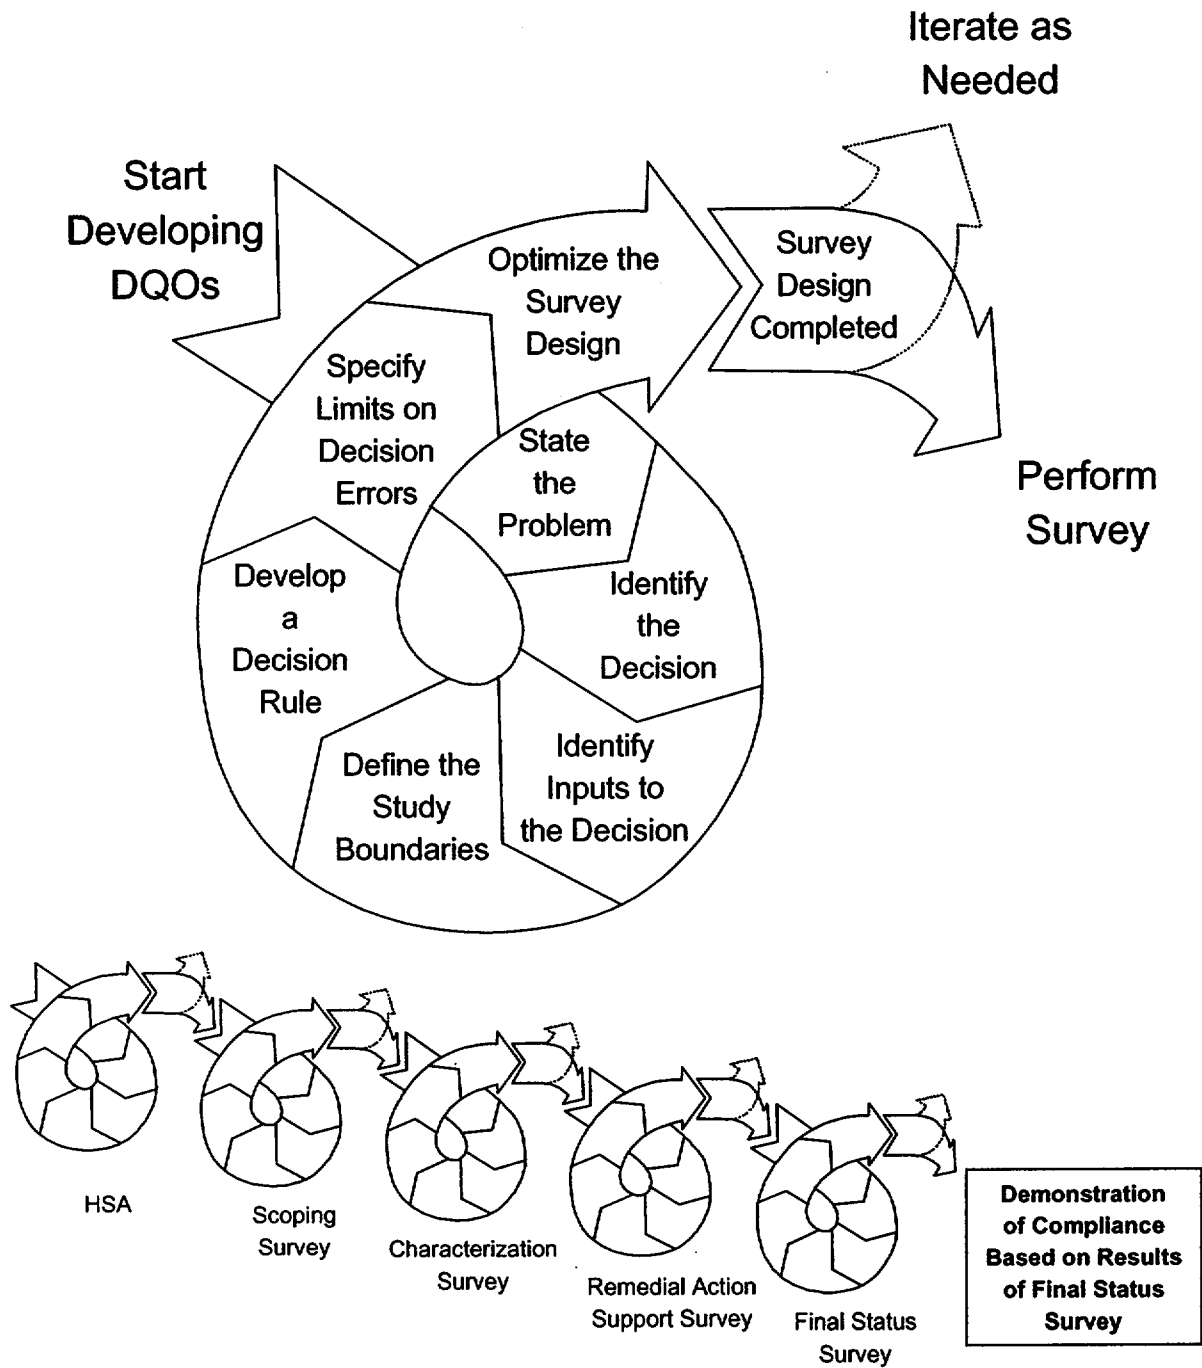 Iterate as
Needed
Start
Developing
DQOs
Optimize the
Survey
Design
Survey
Design
Completed
Specify
Limits on
Decision
Errors
State
the
Problem
Perform
Survey
Develop
a
Decision
Rule
Identify
the
Decision
Define the
Study
Boundaries
Identify
Inputs to
the Decision
HSA
Scoping
Survey
Characterization
Survey
Remedial Action
Support Survey
Final Status
Survey
Demonstration
of Compliance
Based on Results
of Final Status
Survey